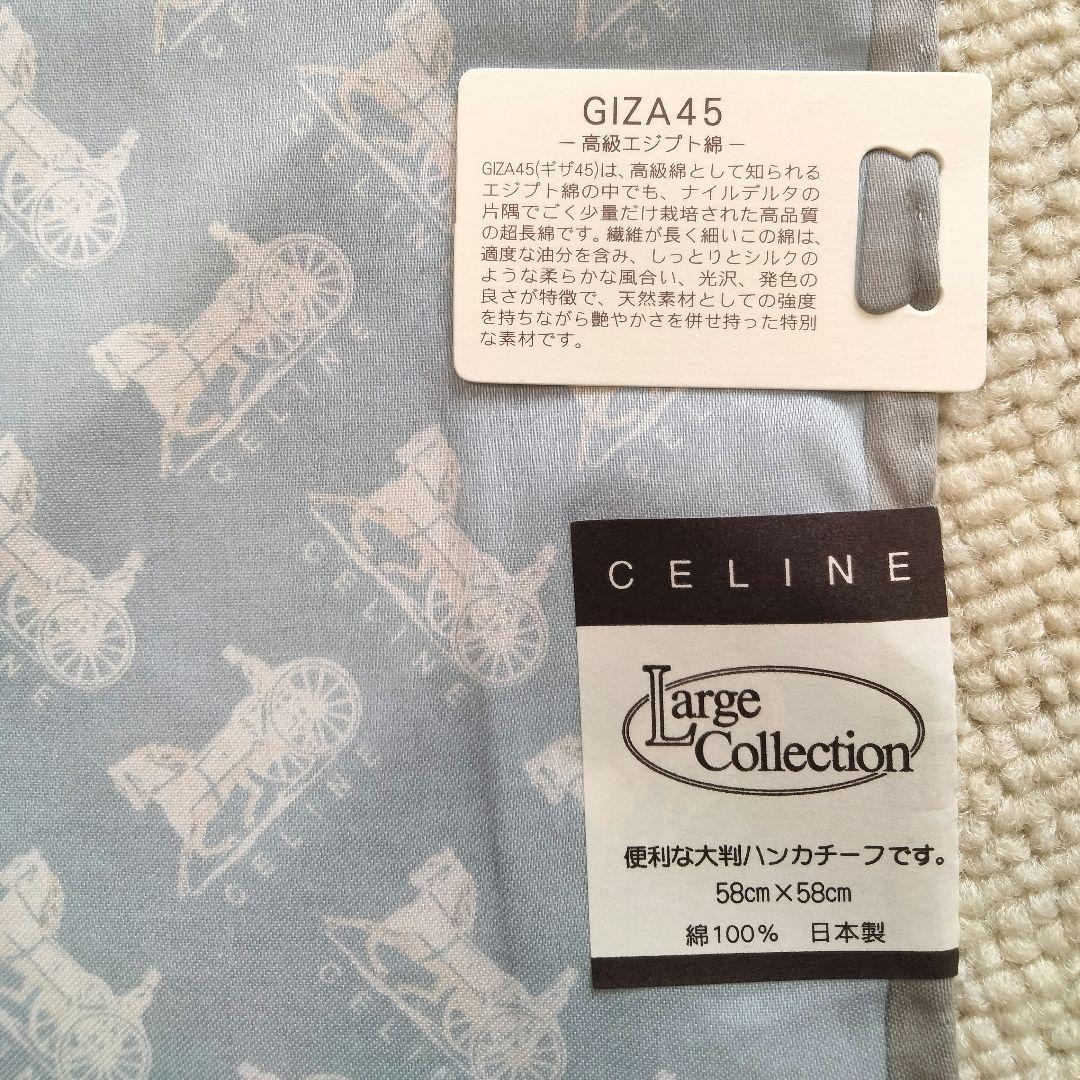 GIZA45
─ 高級エジプト綿 ─
GIZA45(ギザ45)は、高級綿として知られる
エジプト綿の中でも、ナイルデルタの
片隅でごく少量だけ栽培された高品質
の超長綿です。繊維が長く細いこの綿は、
適度な油分を含み、しっとりとシルクの
ような柔らかな風合い、光沢、発色の
良さが特徴で、天然素材としての強度
を持ちながら艶やかさを併せ持った特別
な素材です。
CELINE
Large
Collection
便利な大判ハンカチーフです。
58cm×58cm
綿100% 日本製
CELINE
CELINE
CELINE